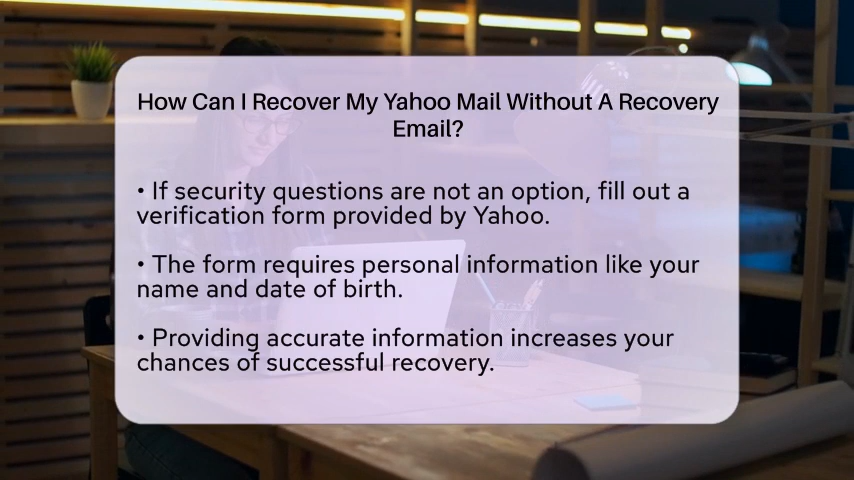 How Can I Recover My Yahoo Mail Without A Recovery
Email?
• If security questions are not an option, fill out a
verification form provided by Yahoo.
• The form requires personal information like your
name and date of birth.
• Providing accurate information increases your
chances of successful recovery.